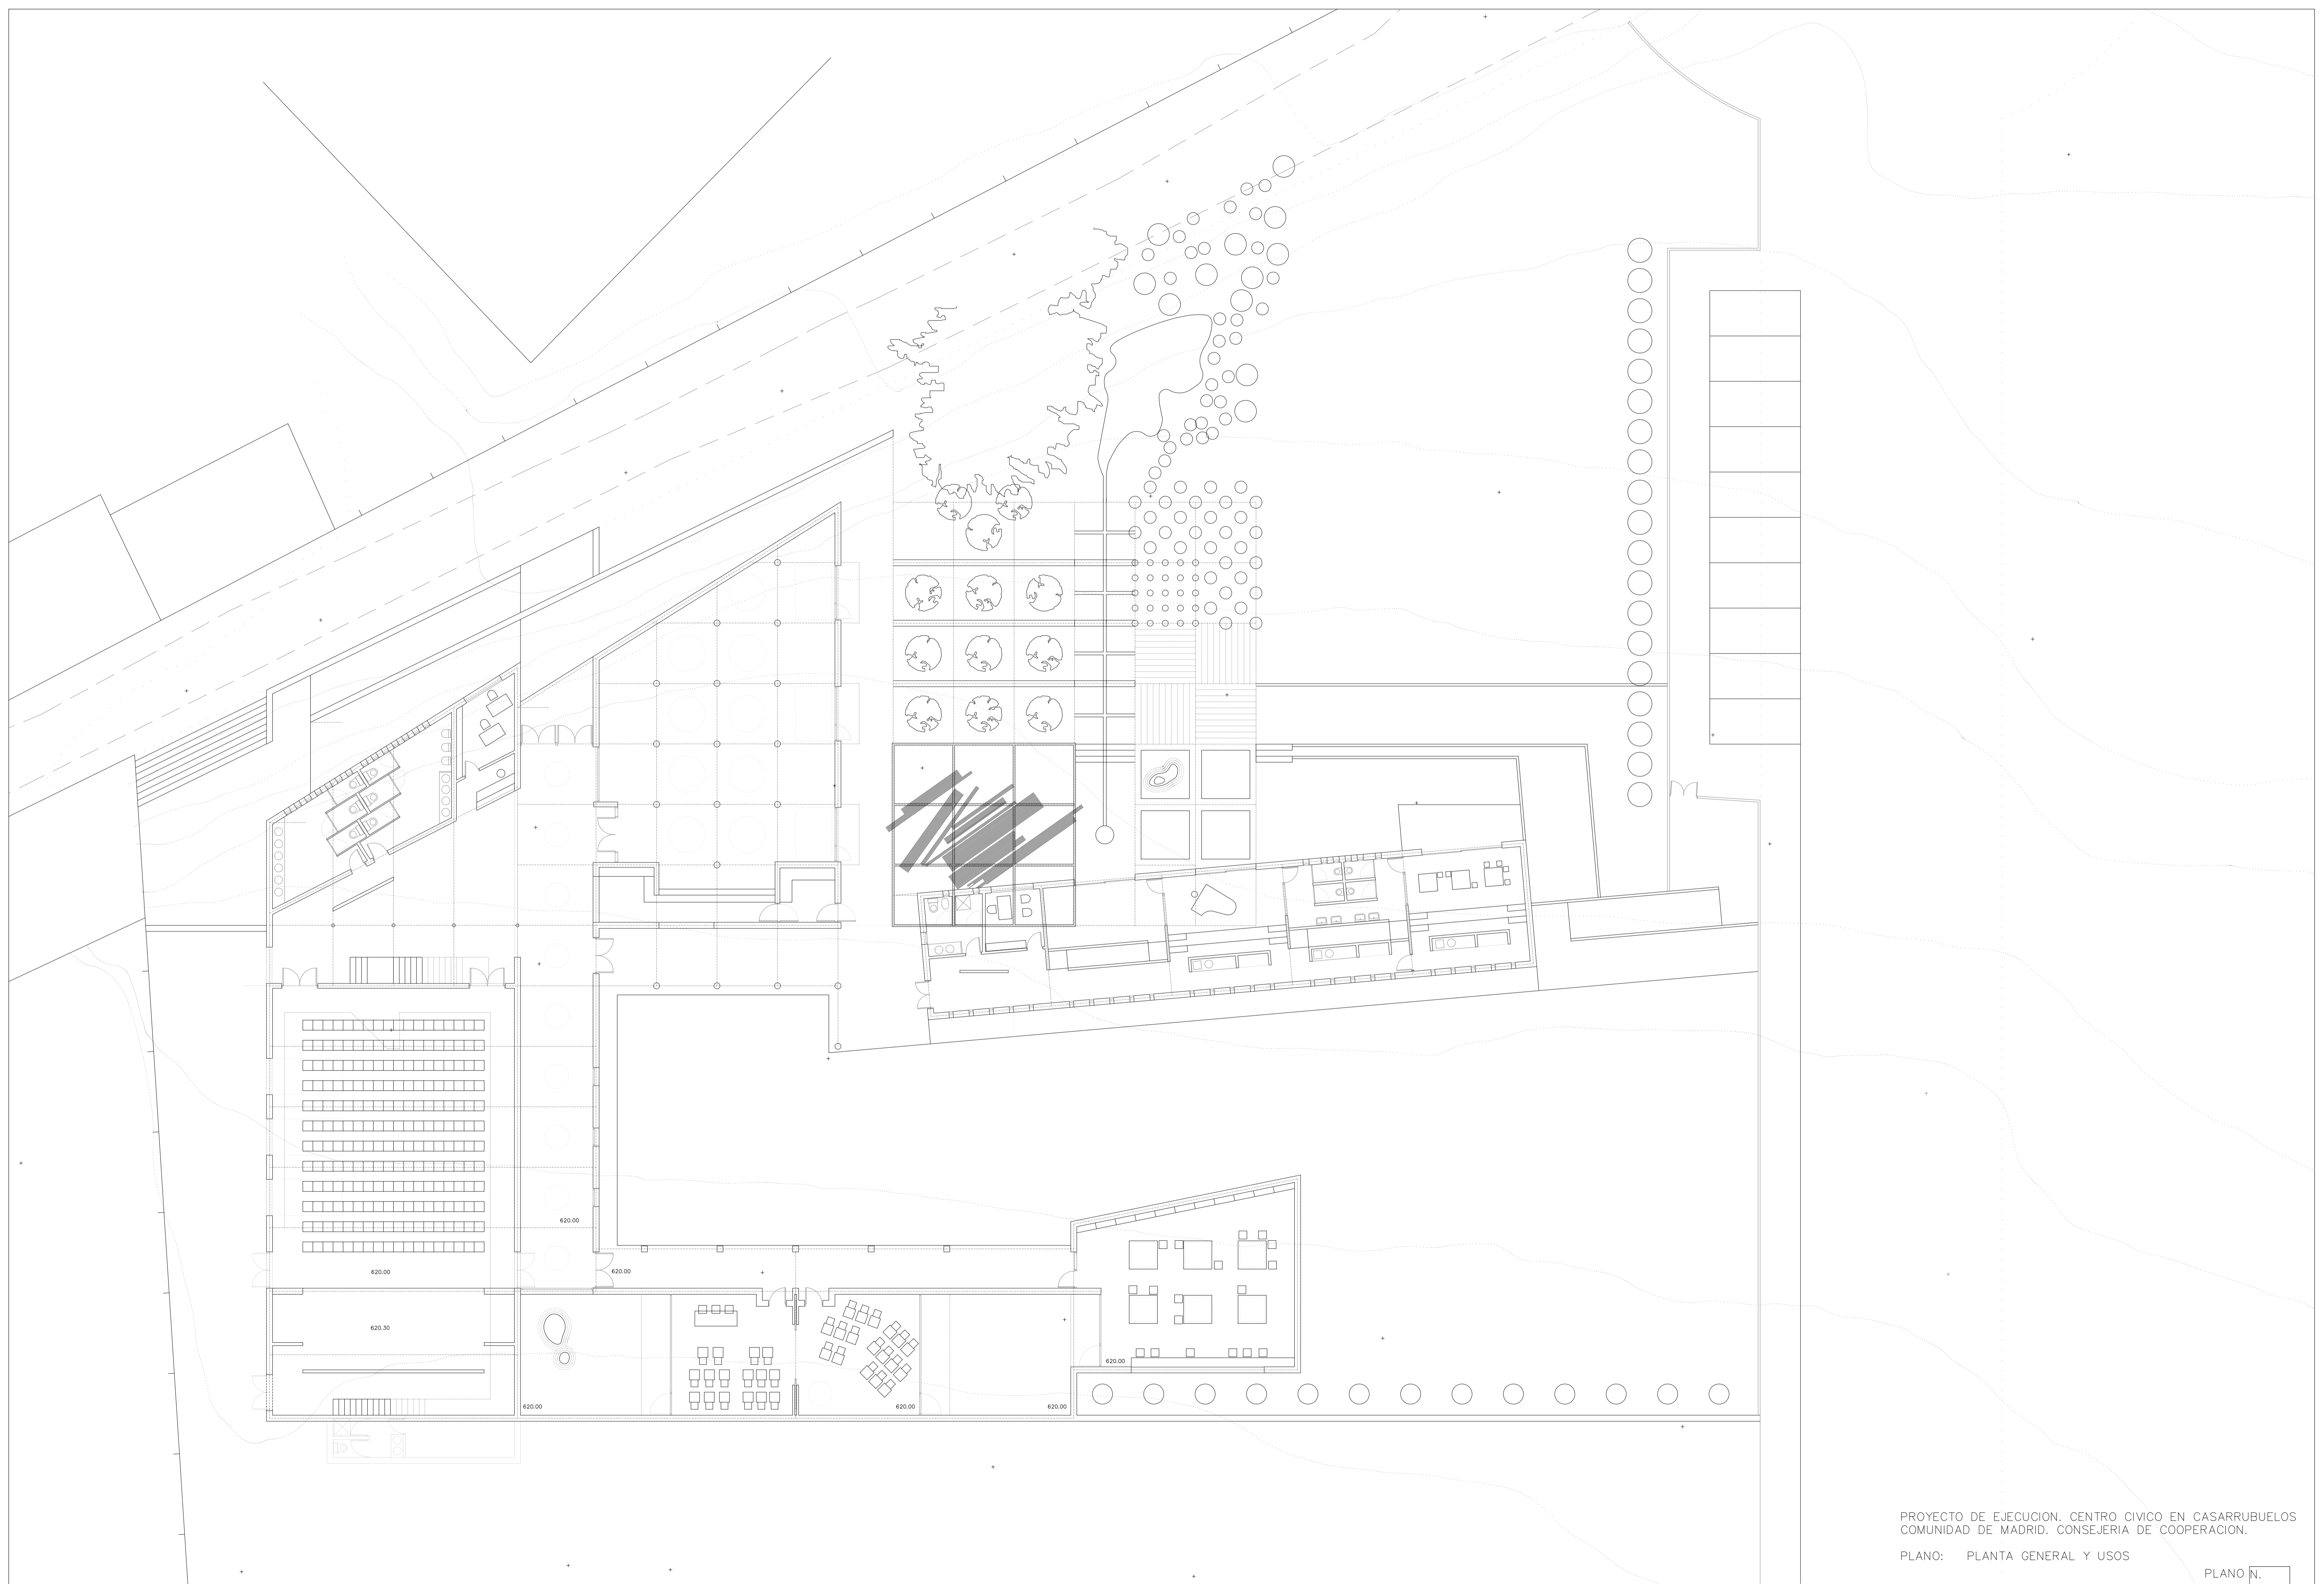 620.00
620.00
620.00
620.30
620.00
620.00
620.00
620.00
PROYECTO DE EJECUCION. CENTRO CIVICO EN CASARRUBUELOS
COMUNIDAD DE MADRID. CONSEJERIA DE COOPERACION.
PLANO: PLANTA GENERAL Y USOS
PLANO N.